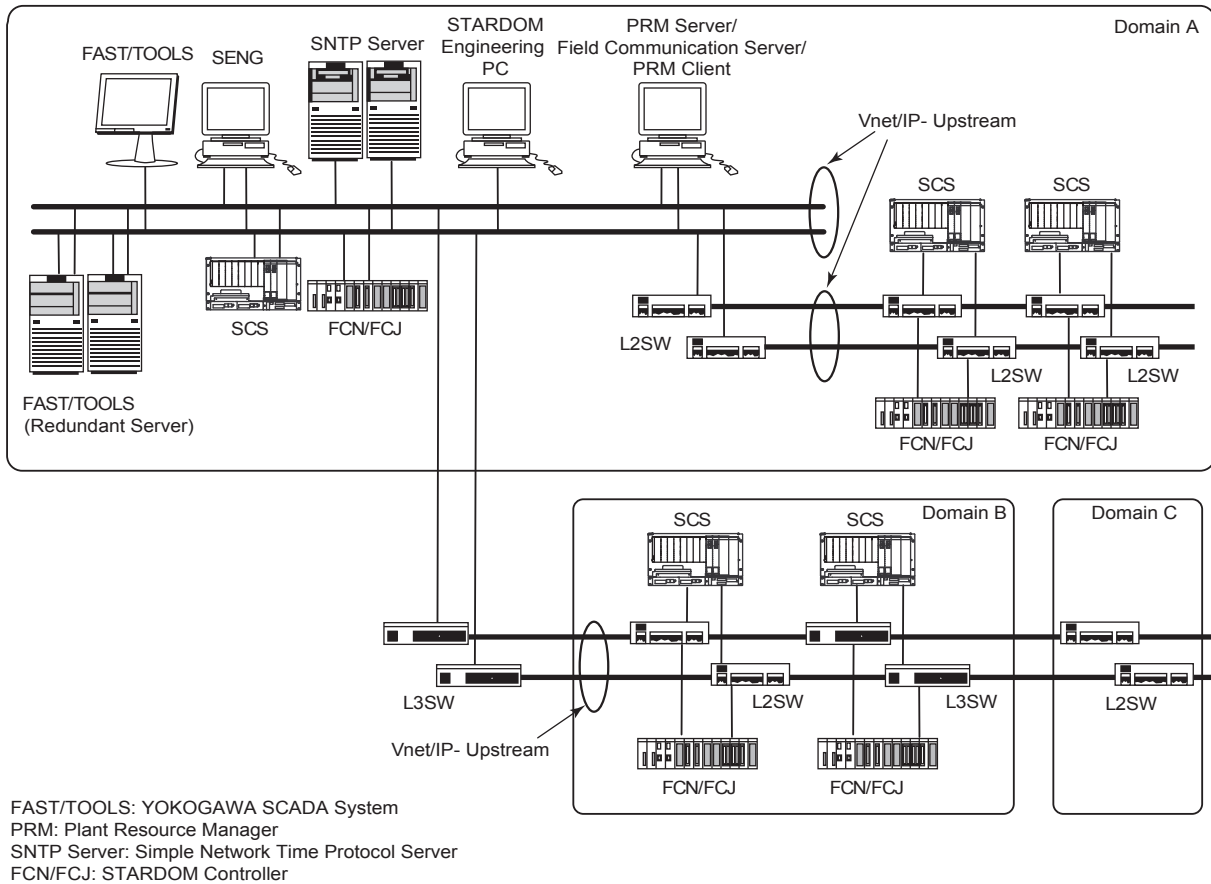 Domain A
FAST/TOOLS
SENG
SNTP Server
STARDOM
Engineering
PC
PRM Server/
Field Communication Server/
PRM Client
Vnet/IP- Upstream
SCS
SCS
SCS
FCN/FCJ
L2SW
L2SW
L2SW
FAST/TOOLS
(Redundant Server)
FCN/FCJ
FCN/FCJ
Domain B
Domain C
SCS
SCS
L3SW
L2SW
L3SW
L2SW
Vnet/IP- Upstream
FCN/FCJ
FCN/FCJ
FAST/TOOLS: YOKOGAWA SCADA System
PRM: Plant Resource Manager
SNTP Server: Simple Network Time Protocol Server
FCN/FCJ: STARDOM Controller